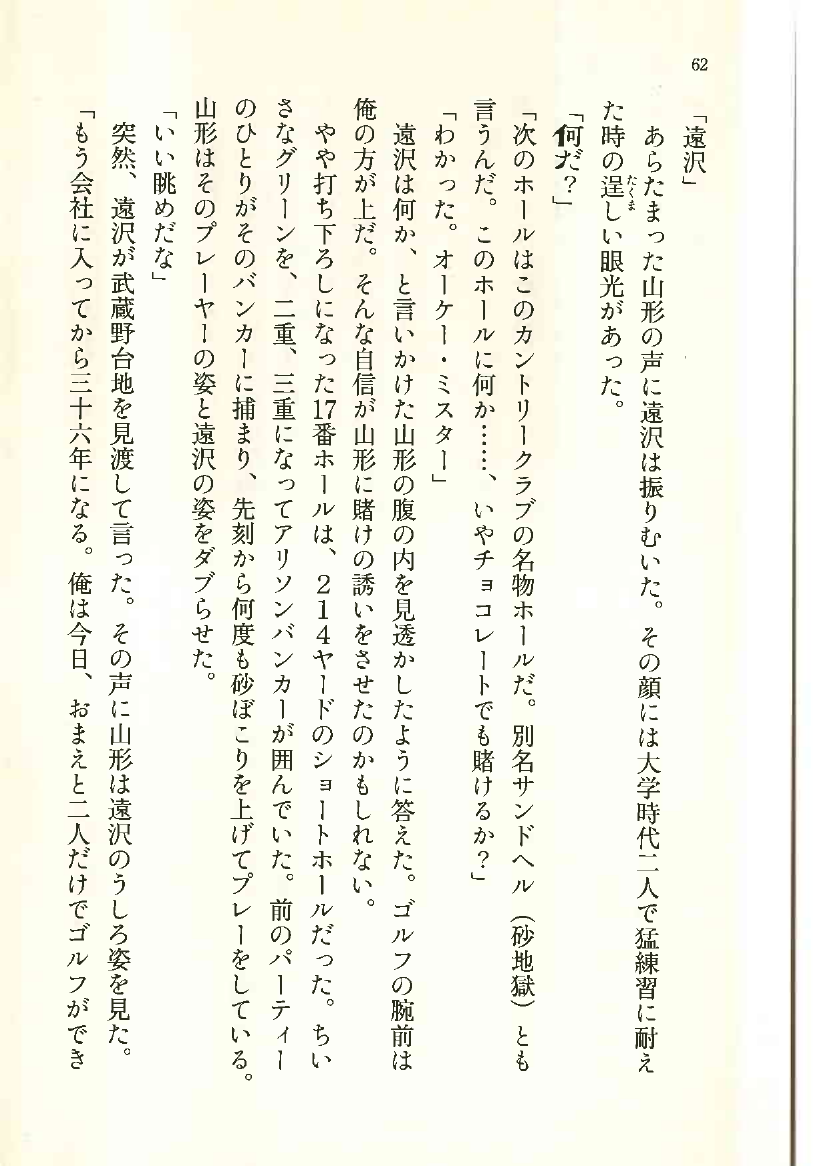 62
「遠沢」
あらたまった山形の声に遠沢は振りむいた。その顔には大学時代二人で猛練習に耐え
た時の逞しい眼光があった。
「何だ?」
「次のホールはこのカントリークラブの名物ホールだ。別名サンドヘル(砂地獄)とも
言うんだ。このホールに何か……、いやチョコレートでも賭けるか?」
「わかった。オーケー・ミスター」
遠沢は何か、と言いかけた山形の腹の内を見透かしたように答えた。ゴルフの腕前は
俺の方が上だ。そんな自信が山形に賭けの誘いをさせたのかもしれない。
やや打ち下ろしになった17番ホールは、214ヤードのショートホールだった。ちい
さなグリーンを、二重、三重になってアリソンバンカーが囲んでいた。前のパーティー
のひとりがそのバンカーに捕まり、先刻から何度も砂ぼこりを上げてプレーをしている。
山形はそのプレーヤーの姿と遠沢の姿をダブらせた。
「いい眺めだな」
突然、遠沢が武蔵野台地を見渡して言った。その声に山形は遠沢のうしろ姿を見た。
「もう会社に入ってから三十六年になる。俺は今日、おまえと二人だけでゴルフができ